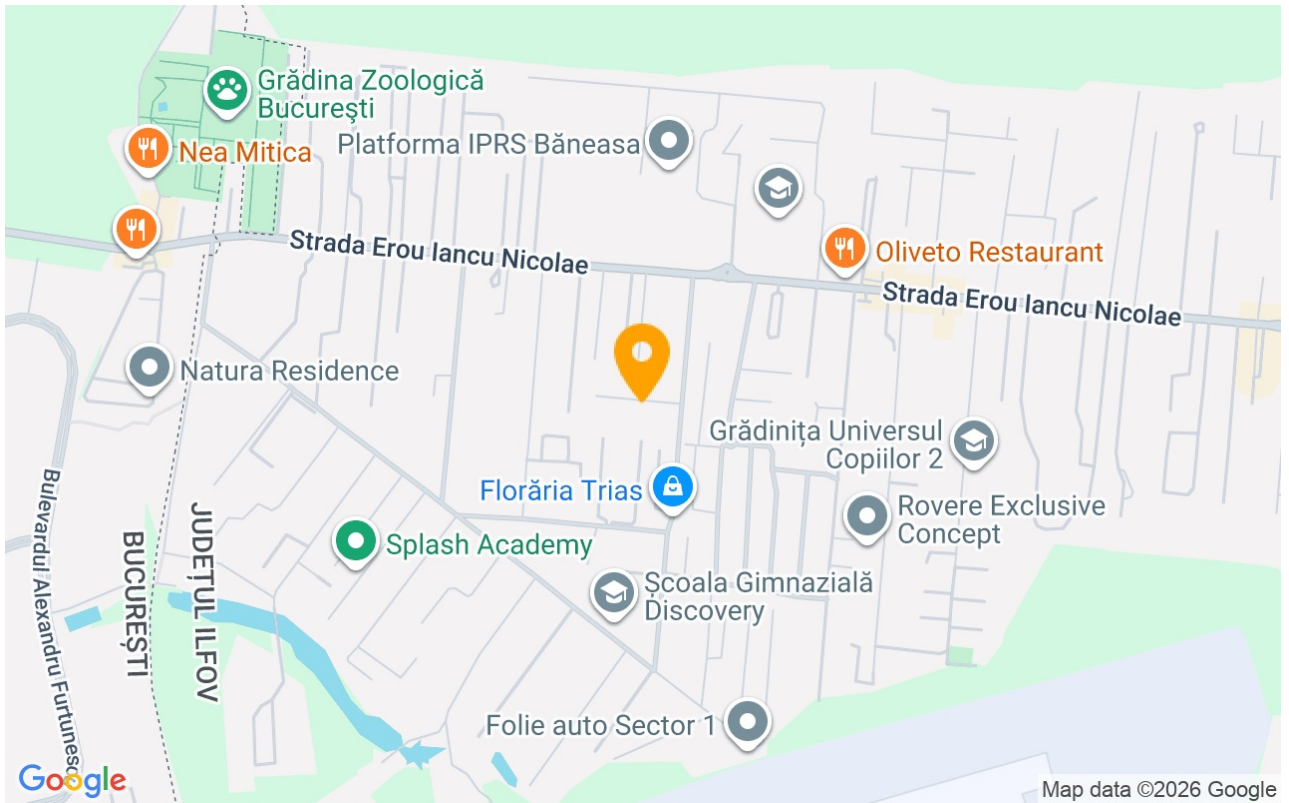 Grădina Zoologică
Bucureşti
Nea Mitica
Platforma IPRS Băneasa
Strada Erou Iancu Nicolae
Oliveto Restaurant
Strada Erou Iancu Nicolae
Natura Residence
Grădinița Universul
Copiilor 2
Florăria Trias
Rovere Exclusive
Concept
Splash Academy
Școala Gimnazială
Discovery
JUDEȚUL ILFOV
BUCUREȘTI
Bulevardul Alexandru Furtunesc
Folie auto Sector 1
Google
Map data ©2026 Google